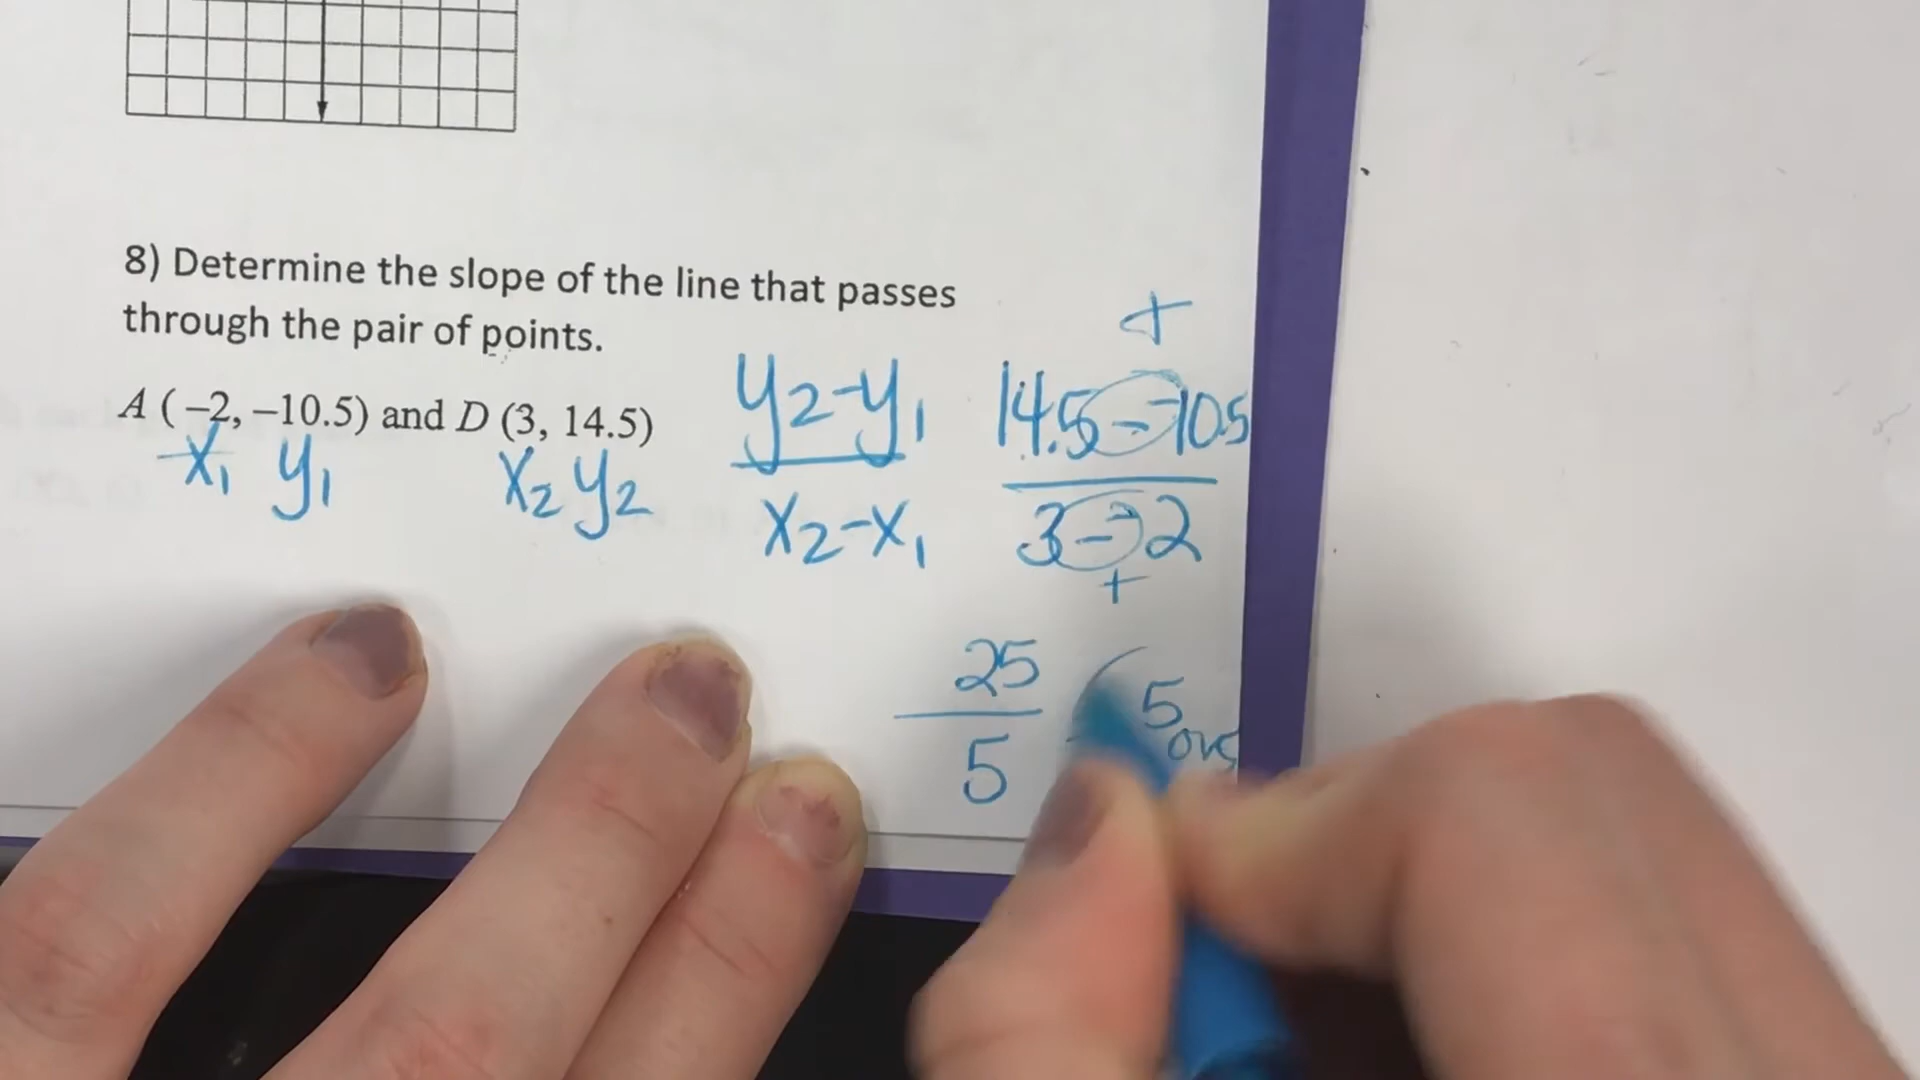 8) Determine the slope of the line that passes
through the pair of points.
A (−2, −10.5) and D (3, 14.5)
x₁ y₁ x₂ y₂
y₂-y₁
x₂-x₁
+
14.5--10.5
3--2
+
25
5
5